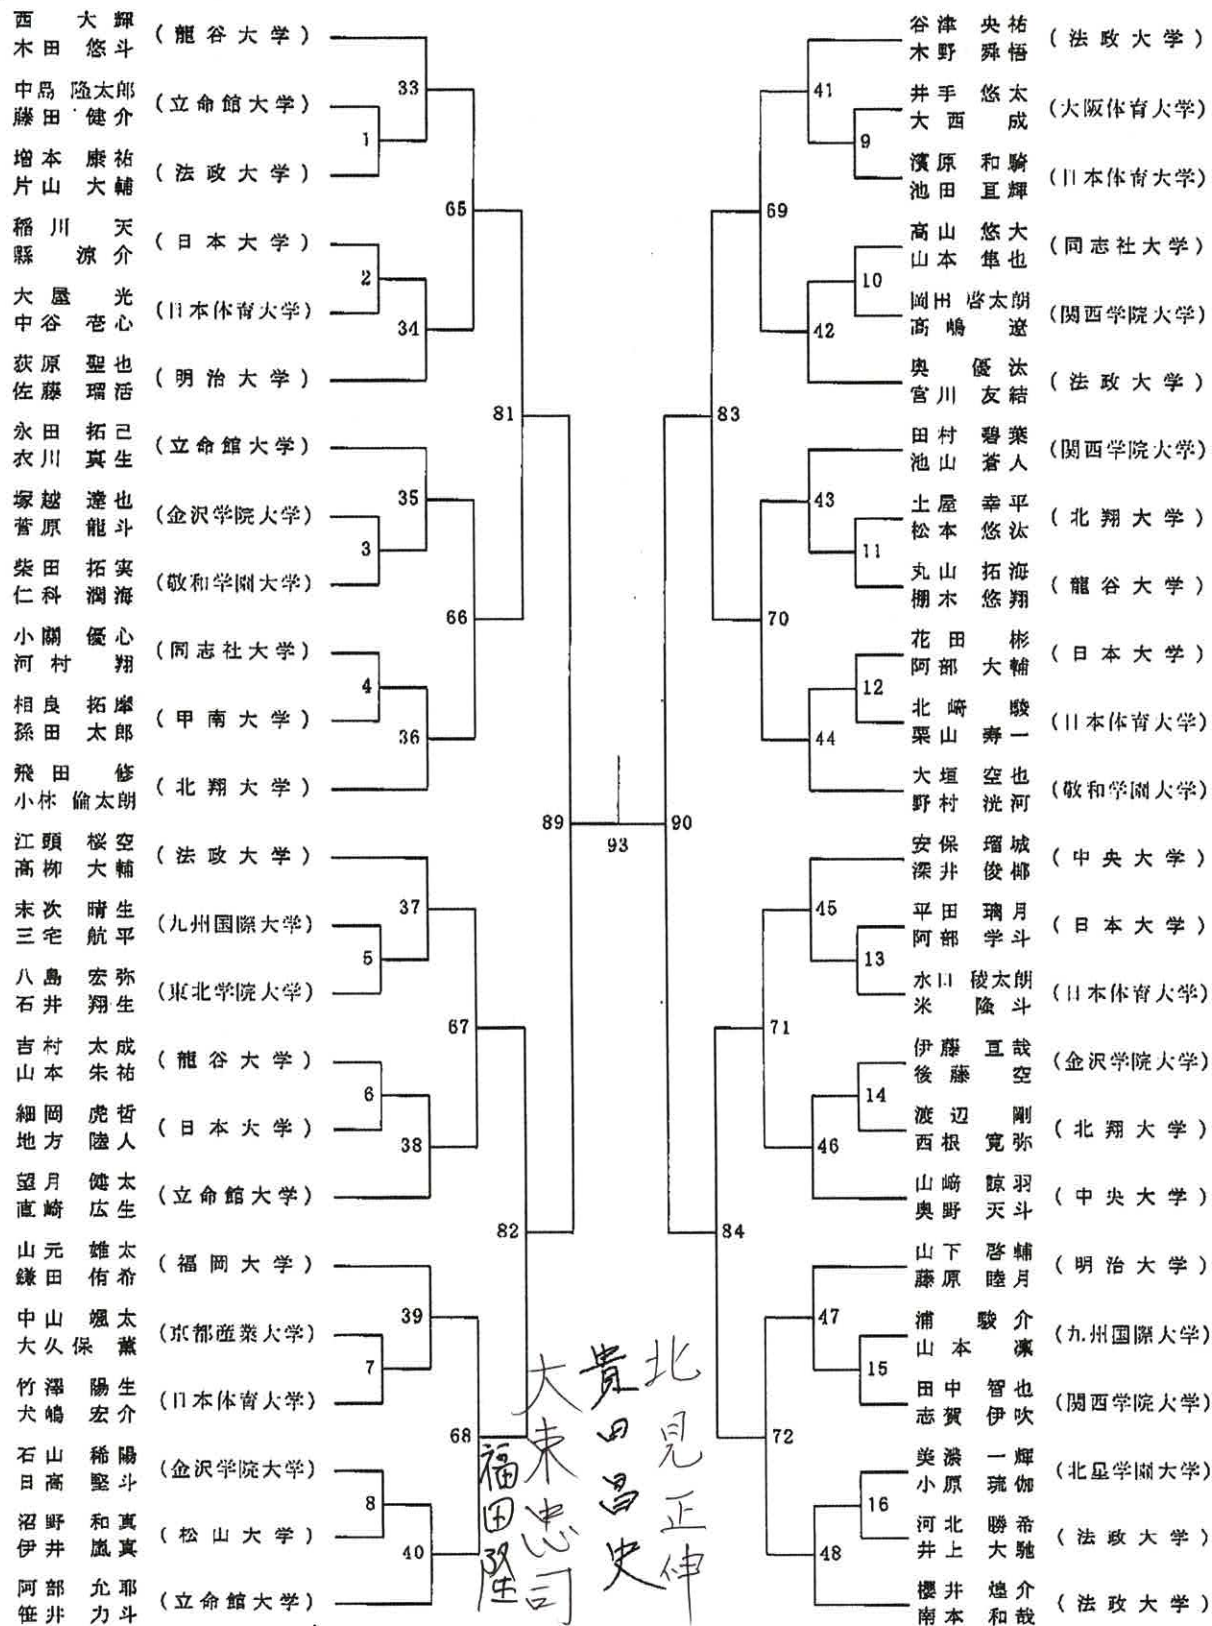 西 大輝
木田 悠斗 (龍谷大学)
中島 隆太郎
藤田 健介 (立命館大学)
増本 康祐
片山 大輔 (法政大学)
稲川 天
縣 涼介 (日本大学)
大屋 光
中谷 壱心 (日本体育大学)
荻原 聖也
佐藤 瑠活 (明治大学)
永田 拓己
衣川 真生 (立命館大学)
塚越 達也
菅原 龍斗 (金沢学院大学)
柴田 拓実
仁科 潤海 (敬和学園大学)
小關 優心
河村 翔 (同志社大学)
相良 拓摩
孫田 太郎 (甲南大学)
飛田 修
小林 倫太朗 (北翔大学)
江頭 桜空
高柳 大輔 (法政大学)
末次 晴生
三宅 航平 (九州国際大学)
八島 宏弥
石井 翔生 (東北学院大学)
吉村 太成
山本 朱祐 (龍谷大学)
細岡 虎哲
地方 陸人 (日本大学)
望月 健太
直崎 広生 (立命館大学)
山元 雄太
鎌田 侑希 (福岡大学)
中山 颯太
大久保 薫 (京都産業大学)
竹澤 陽生
犬嶋 宏介 (日本体育大学)
石山 稀陽
日高 堅斗 (金沢学院大学)
沼野 和真
伊井 嵐真 (松山大学)
阿部 允耶
笹井 力斗 (立命館大学)
33
1
65
2
34
81
35
3
66
4
36
89
93
90
37
5
67
6
38
82
39
7
68
8
40
北見正伸
貴田昌史
大束忠司
福田隆
谷津 央祐
木野 舜悟 (法政大学)
井手 悠太
大西 成 (大阪体育大学)
濱原 和騎
池田 亘輝 (日本体育大学)
高山 悠大
山本 隼也 (同志社大学)
岡田 啓太朗
高嶋 遼 (関西学院大学)
奥 優汰
宮川 友結 (法政大学)
田村 碧葉
池山 蒼人 (関西学院大学)
土屋 幸平
松本 悠汰 (北翔大学)
丸山 拓海
棚木 悠翔 (龍谷大学)
花田 彬
阿部 大輔 (日本大学)
北崎 駿
栗山 寿一 (日本体育大学)
大垣 空也
野村 洸河 (敬和学園大学)
安保 瑠城
深井 俊梛 (中央大学)
平田 璃月
阿部 学斗 (日本大学)
水口 稜太朗
米 隆斗 (日本体育大学)
伊藤 亘哉
後藤 空 (金沢学院大学)
渡辺 剛
西根 寛弥 (北翔大学)
山﨑 諒羽
奥野 天斗 (中央大学)
山下 啓輔
藤原 睦月 (明治大学)
浦 駿介
山本 凜 (九州国際大学)
田中 智也
志賀 伊吹 (関西学院大学)
美濃 一輝
小原 琉伽 (北星学園大学)
河北 勝希
井上 大馳 (法政大学)
櫻井 煌介
南本 和哉 (法政大学)
41
9
69
10
42
83
43
11
70
12
44
45
13
71
14
46
84
47
15
72
16
48